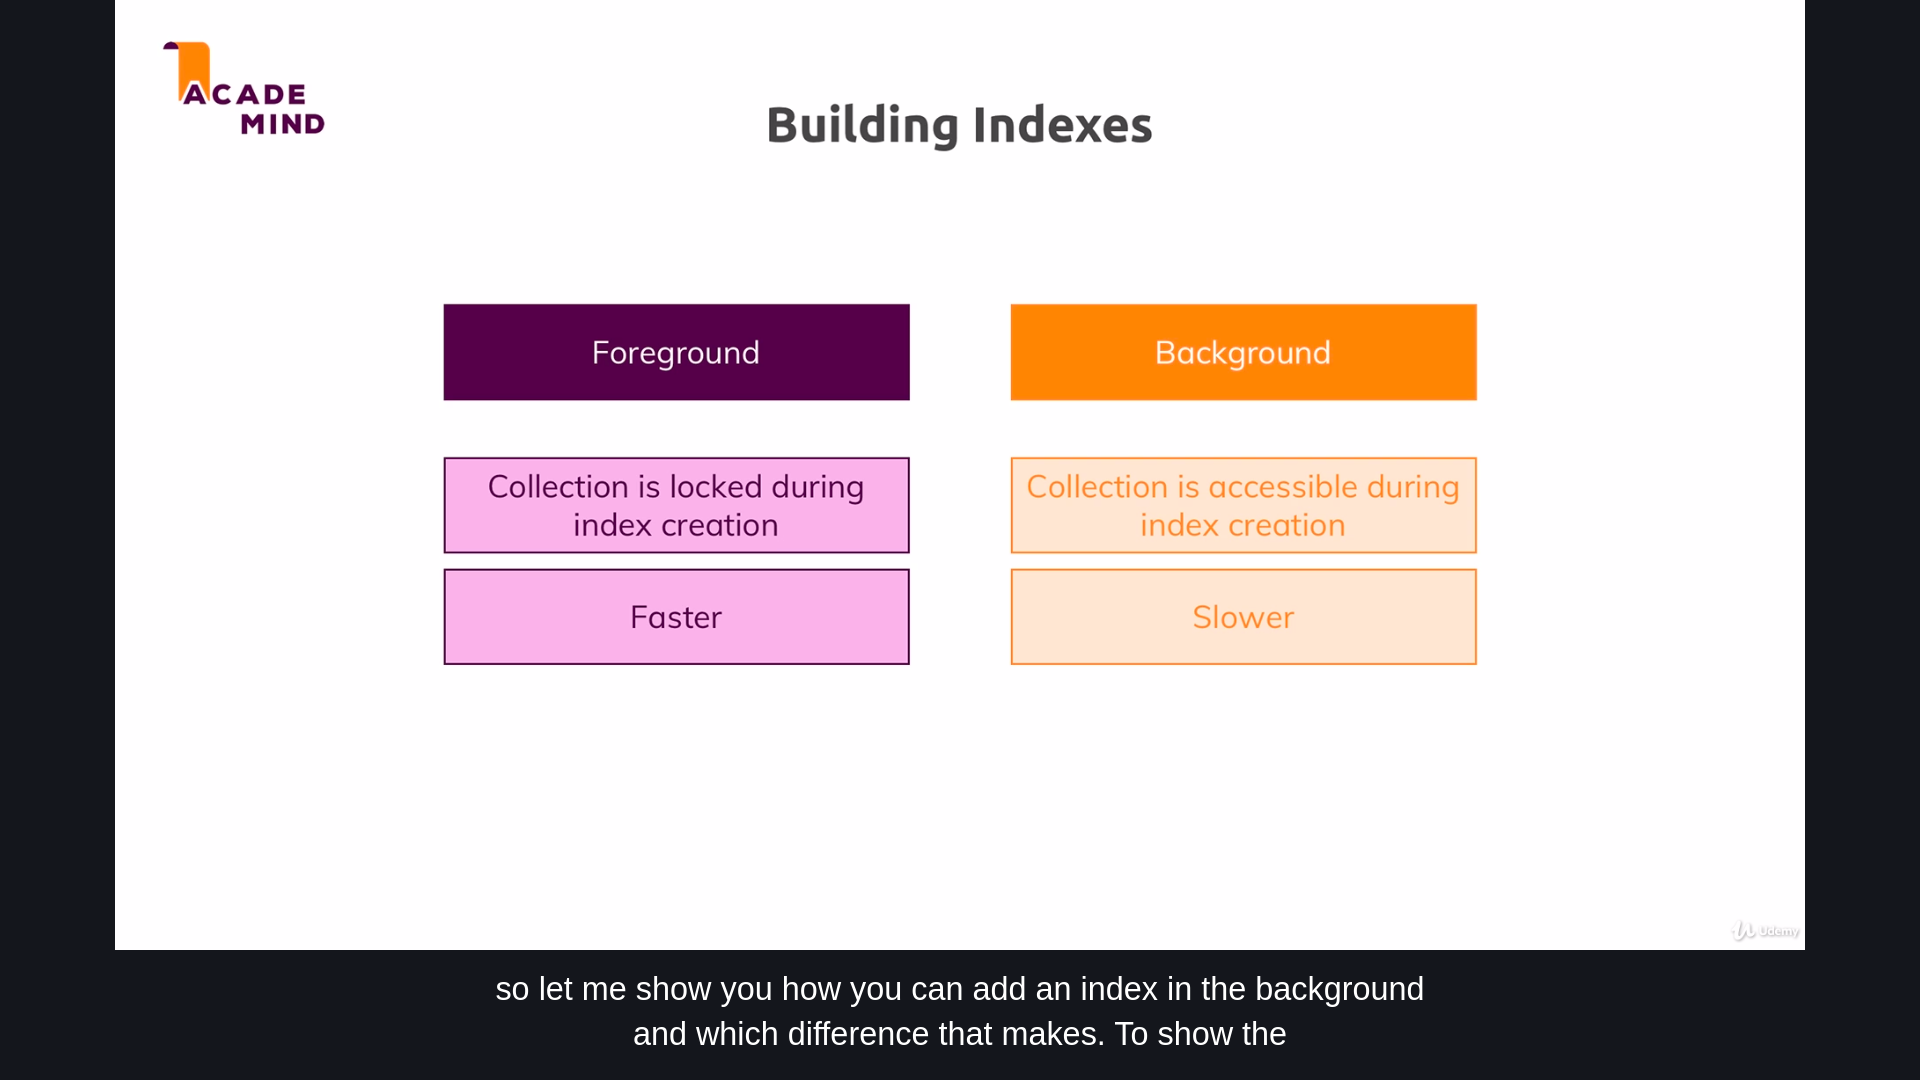 ACADE
MIND
Building Indexes
Foreground
Background
Collection is locked during
index creation
Collection is accessible during
index creation
Faster
Slower
Udemy
so let me show you how you can add an index in the background
and which difference that makes. To show the